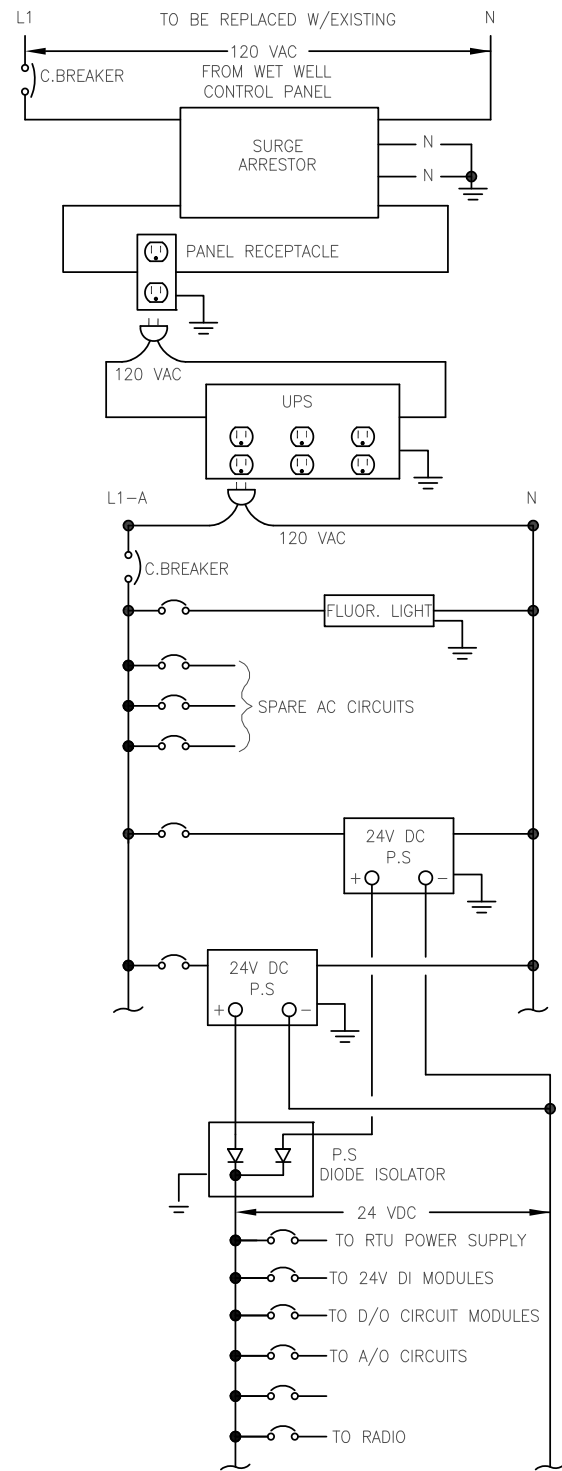 L1
TO BE REPLACED W/EXISTING
N
120 VAC
C.BREAKER
FROM WET WELL
CONTROL PANEL
SURGE
ARRESTOR
N
N
PANEL RECEPTACLE
120 VAC
UPS
L1-A
N
120 VAC
C.BREAKER
FLUOR. LIGHT
SPARE AC CIRCUITS
24V DC
P.S
+
-
24V DC
P.S
+
-
P.S
DIODE ISOLATOR
24 VDC
TO RTU POWER SUPPLY
TO 24V DI MODULES
TO D/O CIRCUIT MODULES
TO A/O CIRCUITS
TO RADIO